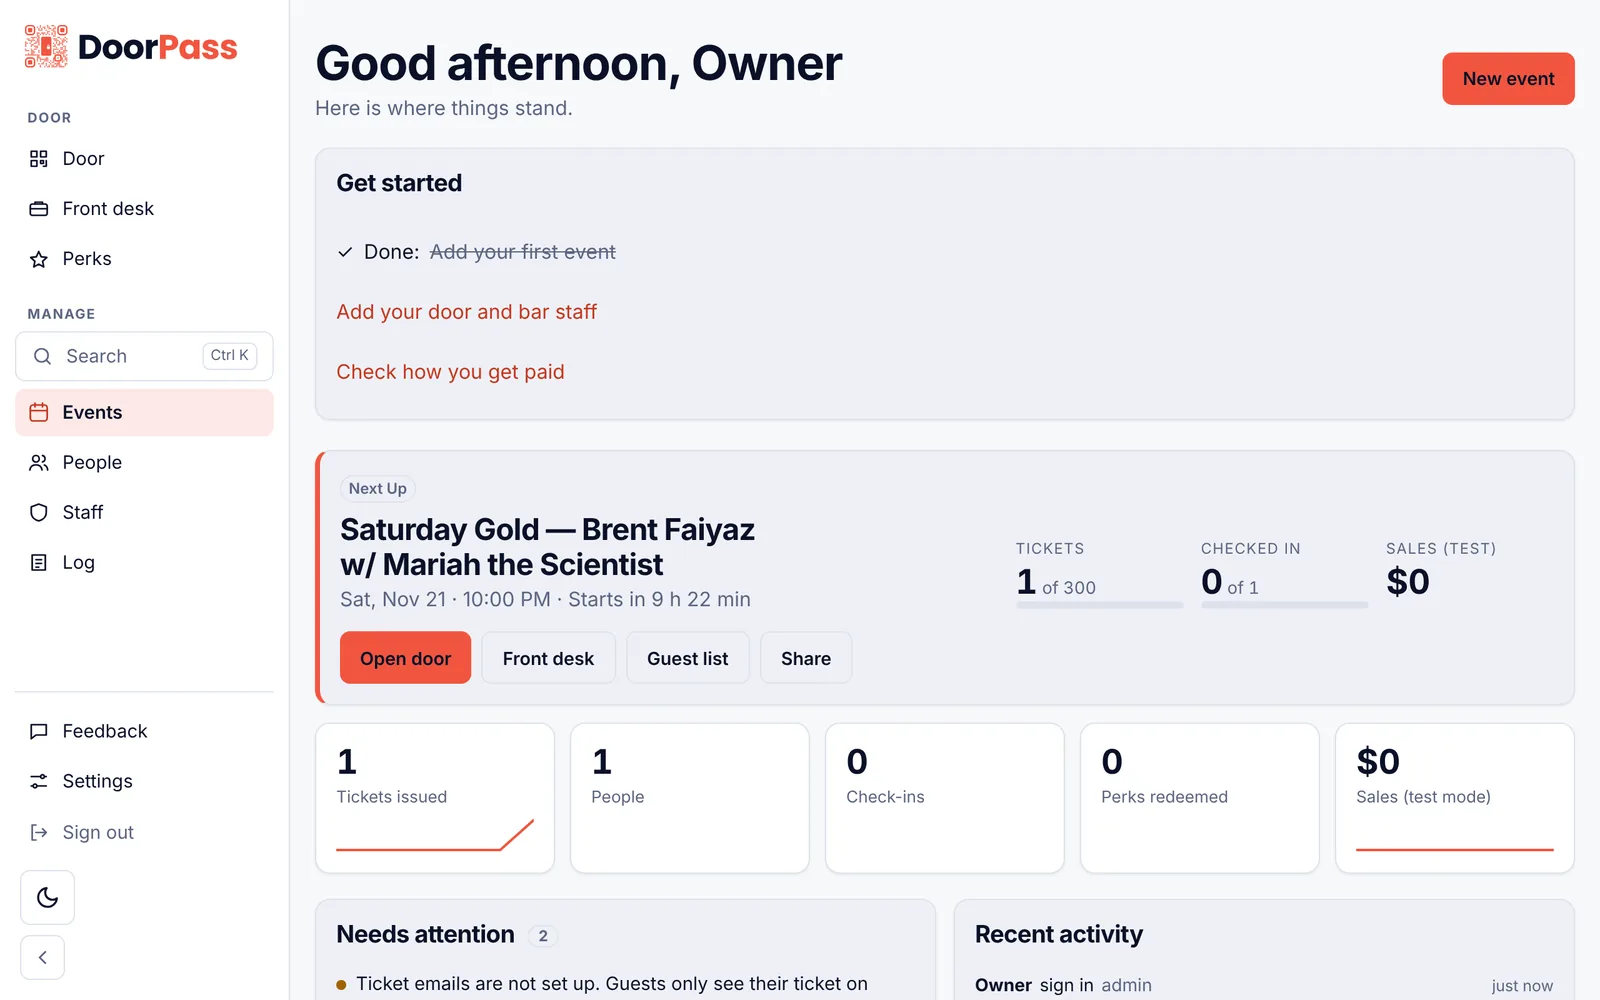 DoorPass
DOOR
Door
Front desk
Perks
MANAGE
Search
Ctrl K
Events
People
Staff
Log
Feedback
Settings
Sign out
Good afternoon, Owner
Here is where things stand.
New event
Get started
Done: Add your first event
Add your door and bar staff
Check how you get paid
Next Up
Saturday Gold — Brent Faiyaz
w/ Mariah the Scientist
Sat, Nov 21 · 10:00 PM · Starts in 9 h 22 min
TICKETS
1 of 300
CHECKED IN
0 of 1
SALES (TEST)
$0
Open door
Front desk
Guest list
Share
1
Tickets issued
1
People
0
Check-ins
0
Perks redeemed
$0
Sales (test mode)
Needs attention 2
Ticket emails are not set up. Guests only see their ticket on
Recent activity
Owner sign in admin
just now